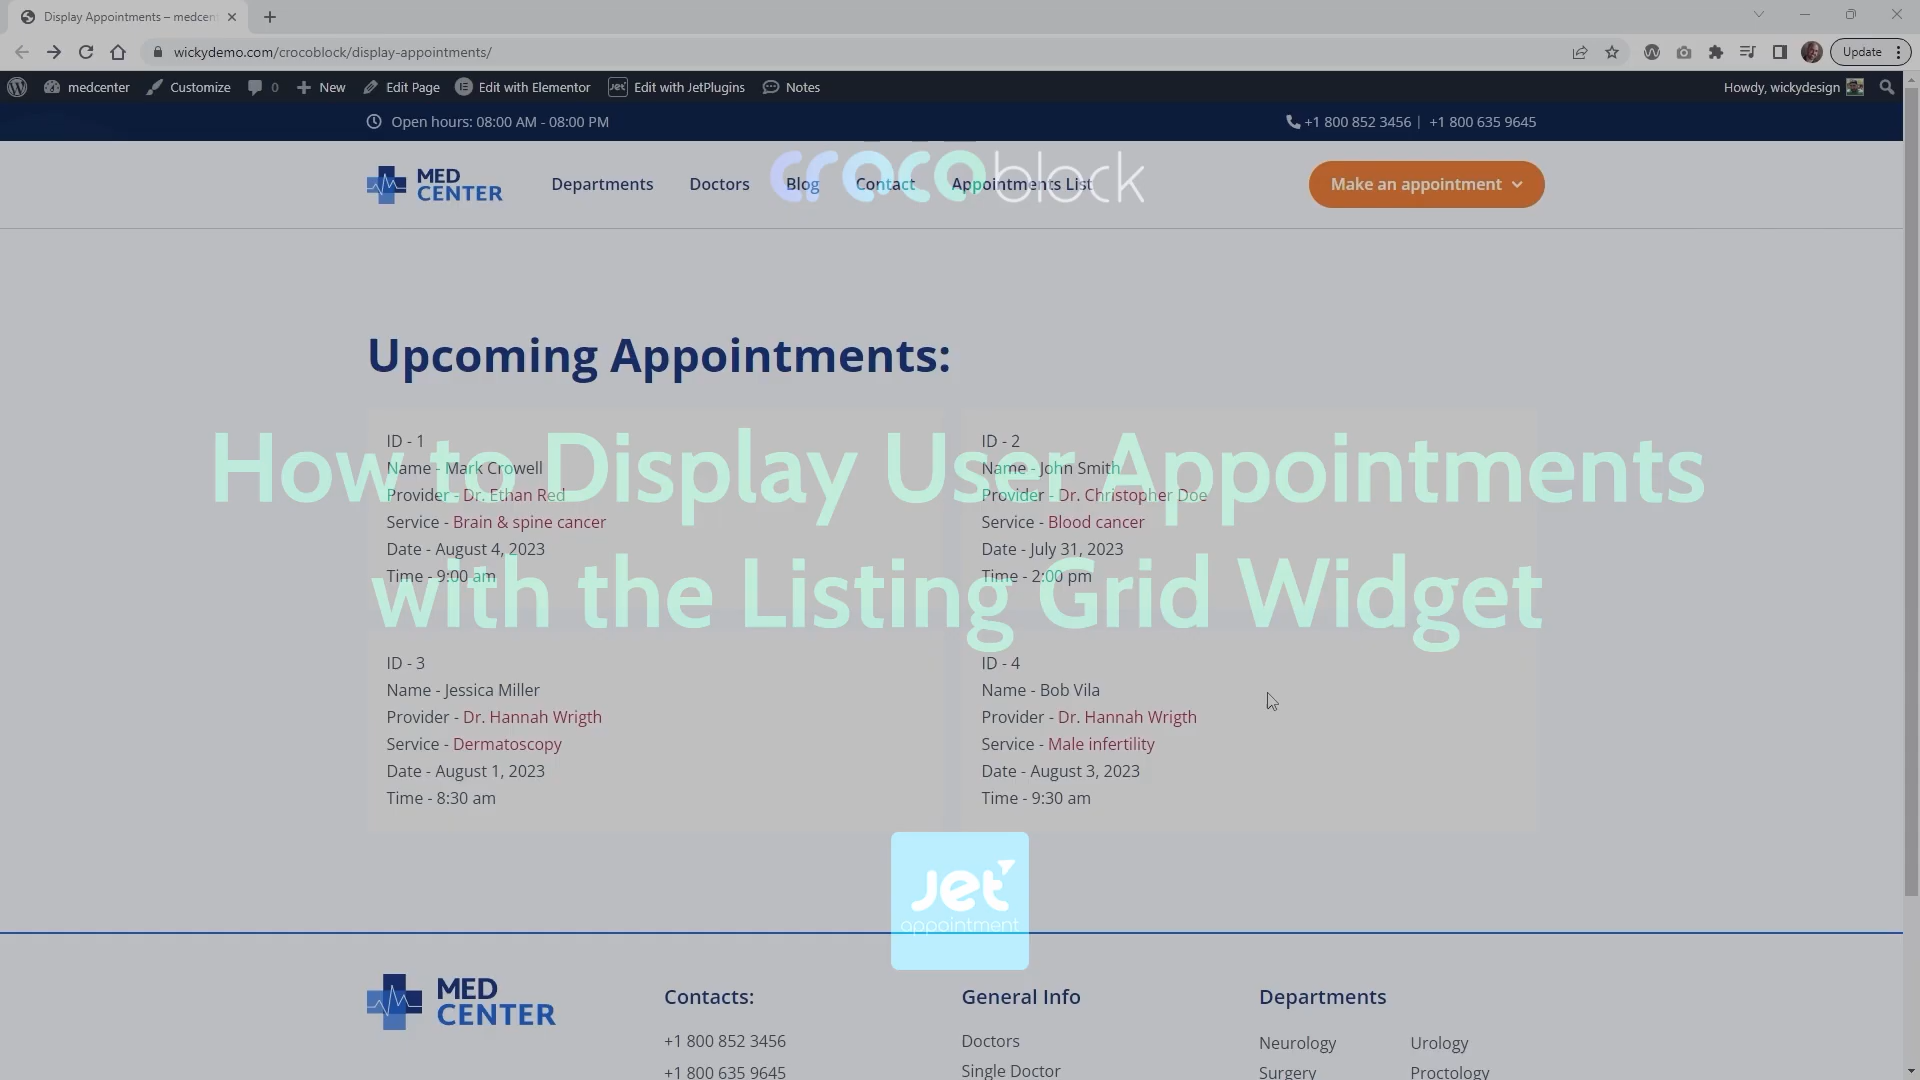 Display Appointments – medcent
wickydemo.com/crocoblock/display-appointments/
Update
medcenter
Customize
0
New
Edit Page
Edit with Elementor
Jet
Edit with JetPlugins
Notes
Howdy, wickydesign
Open hours: 08:00 AM - 08:00 PM
+1 800 852 3456 | +1 800 635 9645
MED
CENTER
Departments
Doctors
Blog
Contact
Appointments List
crocoblock
Make an appointment
Upcoming Appointments:
How to Display User Appointments
with the Listing Grid Widget
ID - 1
Name - Mark Crowell
Provider - Dr. Ethan Red
Service - Brain & spine cancer
Date - August 4, 2023
Time - 9:00 am
ID - 2
Name - John Smith
Provider - Dr. Christopher Doe
Service - Blood cancer
Date - July 31, 2023
Time - 2:00 pm
ID - 3
Name - Jessica Miller
Provider - Dr. Hannah Wrigth
Service - Dermatoscopy
Date - August 1, 2023
Time - 8:30 am
ID - 4
Name - Bob Vila
Provider - Dr. Hannah Wrigth
Service - Male infertility
Date - August 3, 2023
Time - 9:30 am
Jet
appointment
MED
CENTER
Contacts:
+1 800 852 3456
+1 800 635 9645
General Info
Doctors
Single Doctor
Departments
Neurology
Urology
Surgery
Proctology